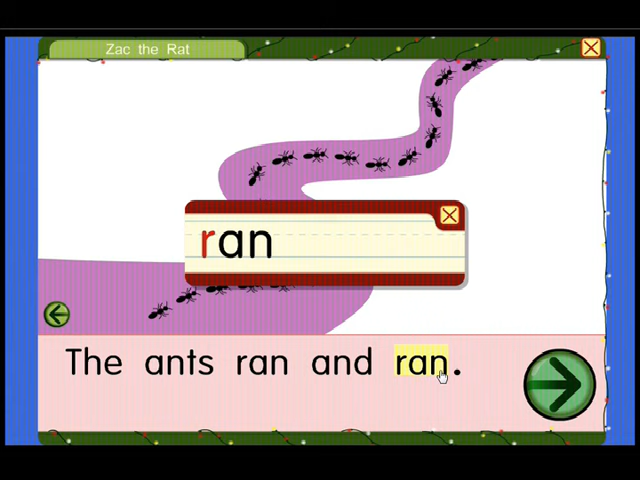 Zac the Rat
ran
The ants ran and ran.